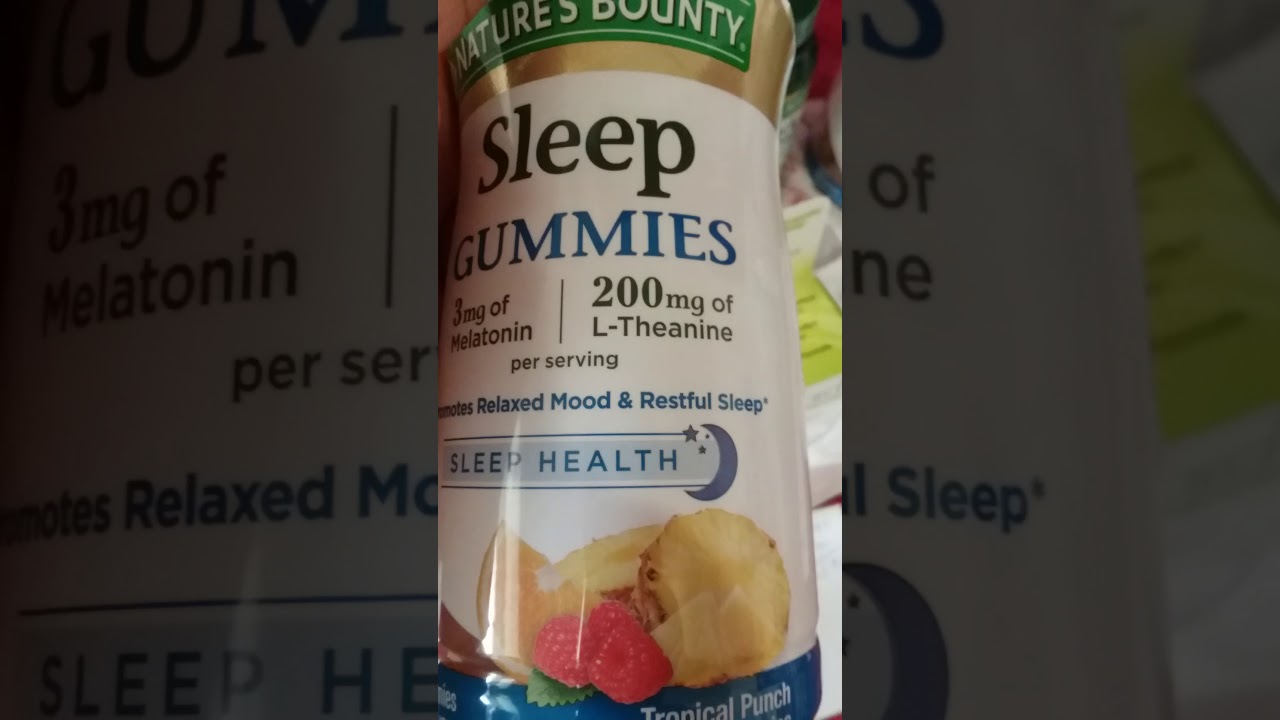 NATURE'S BOUNTY®
Sleep
GUMMIES
3mg of
Melatonin
200mg of
L-Theanine
per serving
Relaxed Mood & Restful Sleep*
SLEEP HEALTH
Tropical Punch